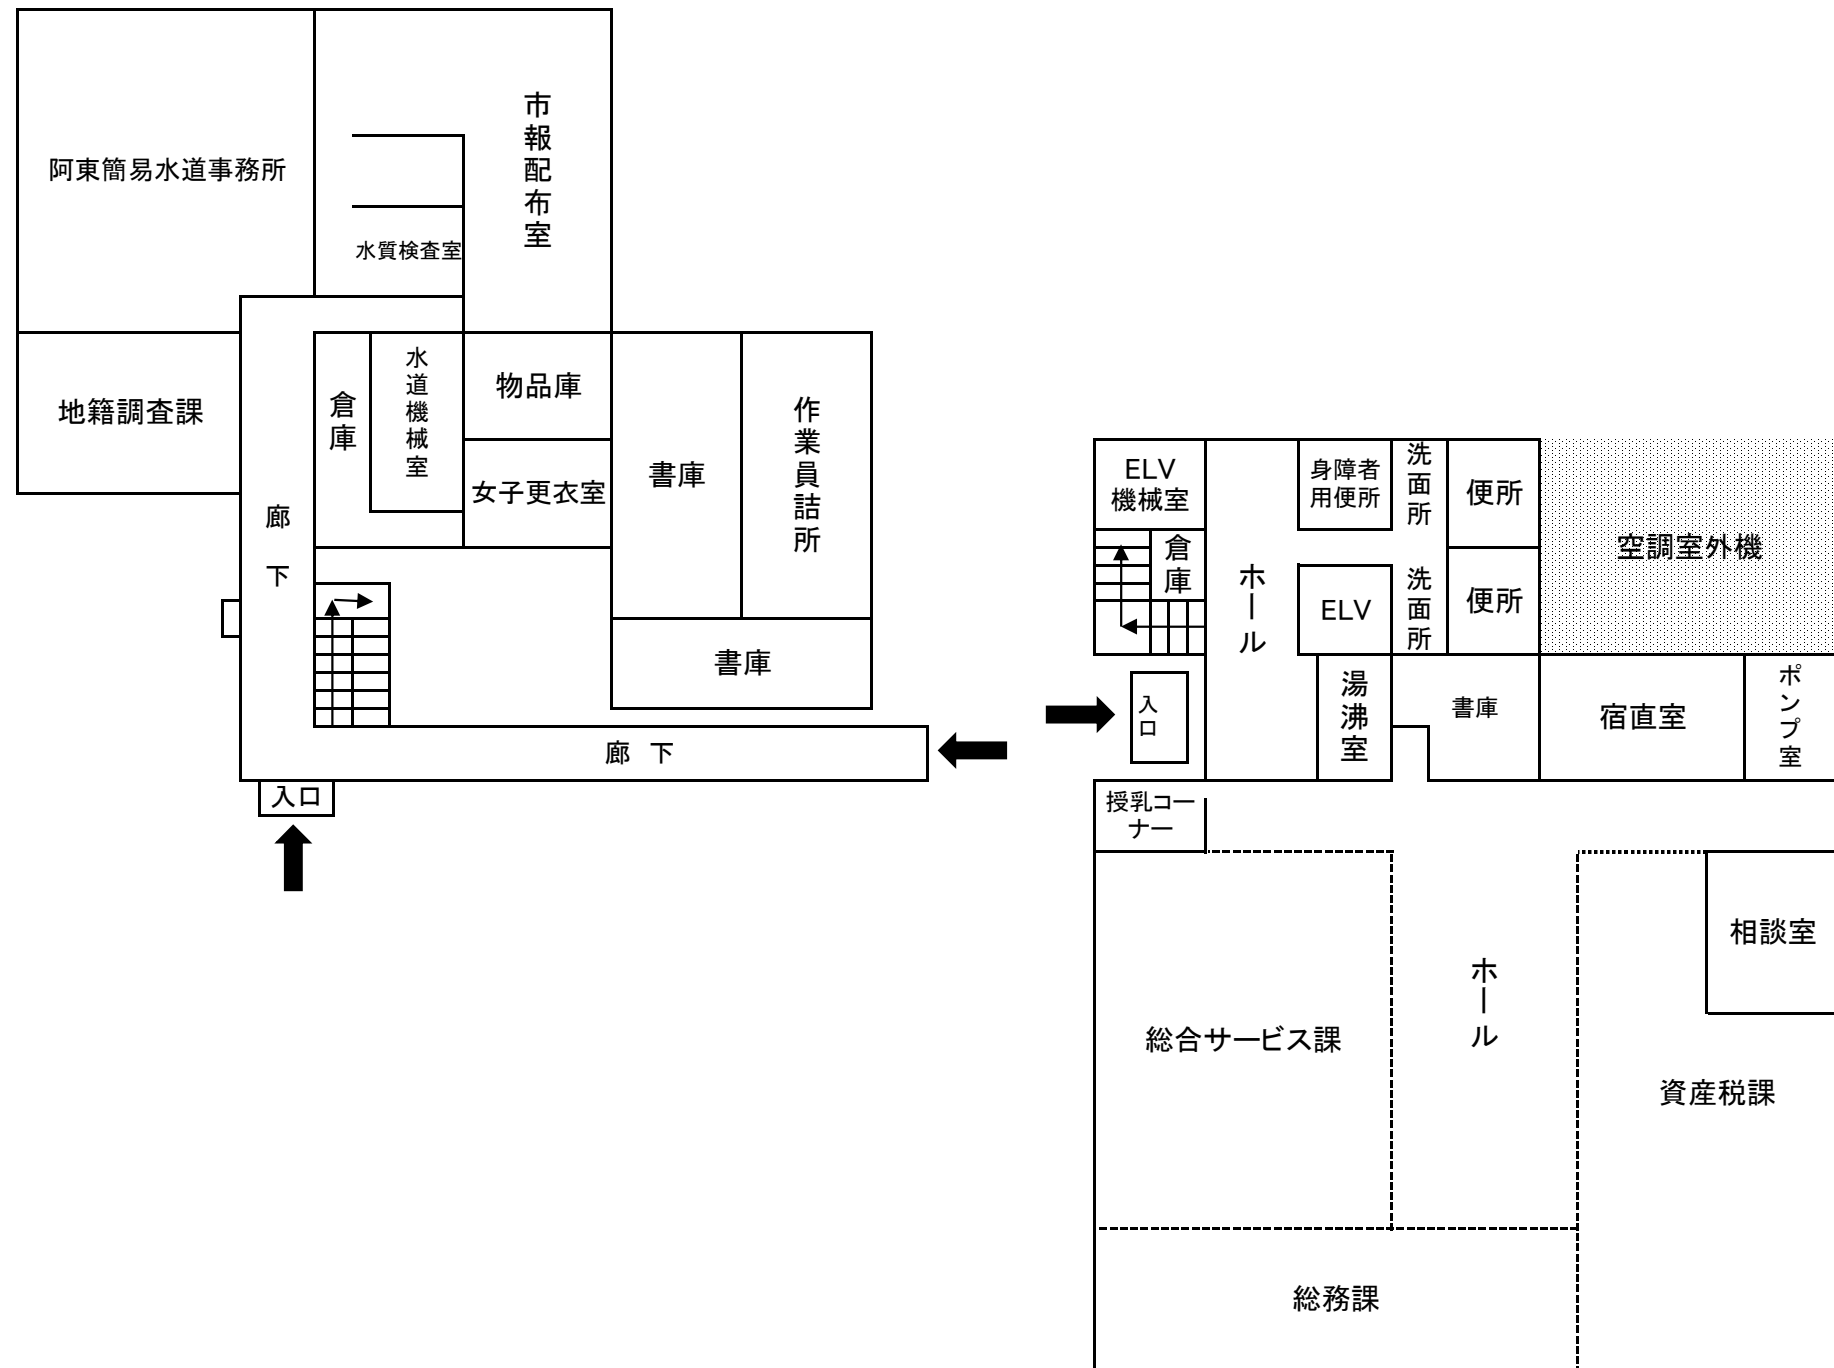 阿東簡易水道事務所
市報配布室
水質検査室
地籍調査課
倉庫
水道機械室
物品庫
女子更衣室
書庫
作業員詰所
書庫
廊下
廊 下
入口
ELV
機械室
倉庫
ホール
身障者
用便所
洗面所
便所
空調室外機
ELV
洗面所
便所
入口
湯沸室
書庫
宿直室
ポンプ室
授乳コー
ナー
総合サービス課
ホール
相談室
資産税課
総務課